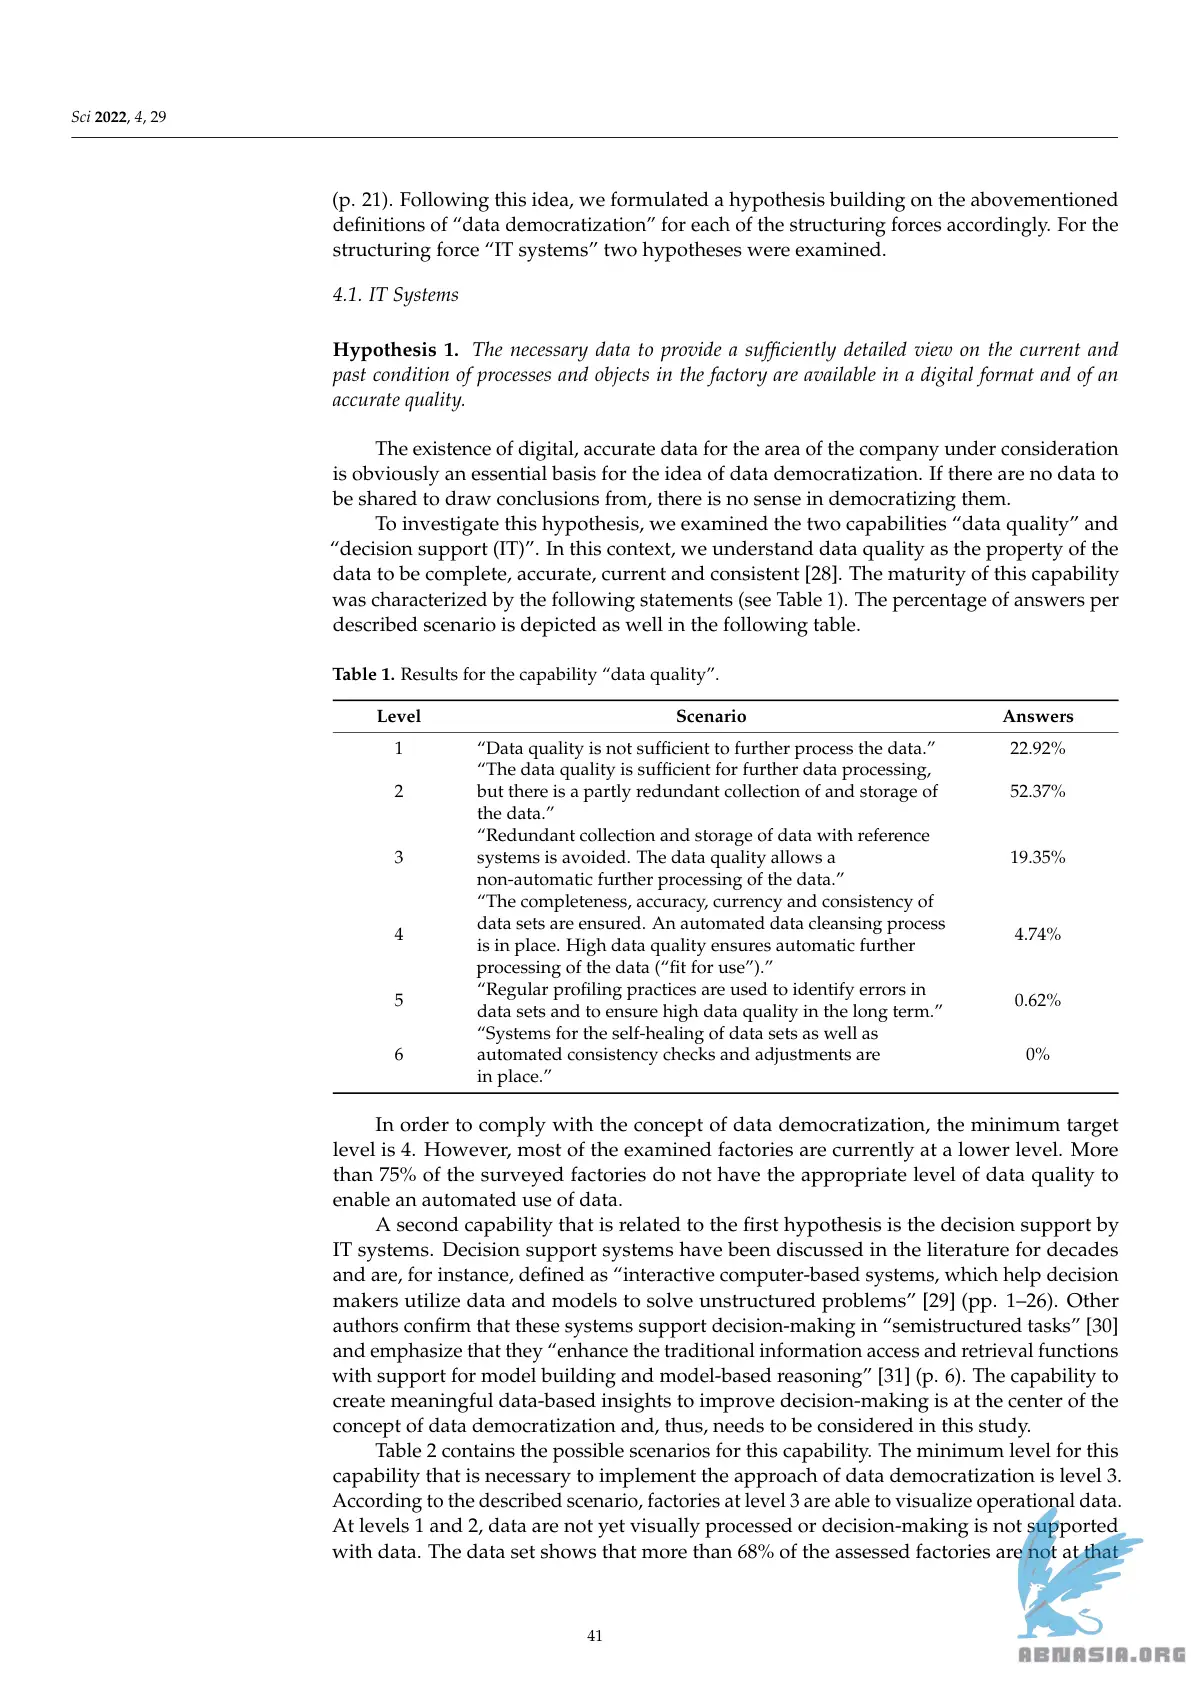 Sci 2022, 4, 29
(p. 21). Following this idea, we formulated a hypothesis building on the abovementioned
definitions of “data democratization” for each of the structuring forces accordingly. For the
structuring force “IT systems” two hypotheses were examined.
4.1. IT Systems
Hypothesis 1. The necessary data to provide a sufficiently detailed view on the current and
past condition of processes and objects in the factory are available in a digital format and of an
accurate quality.
The existence of digital, accurate data for the area of the company under consideration
is obviously an essential basis for the idea of data democratization. If there are no data to
be shared to draw conclusions from, there is no sense in democratizing them.
To investigate this hypothesis, we examined the two capabilities “data quality” and
“decision support (IT)”. In this context, we understand data quality as the property of the
data to be complete, accurate, current and consistent [28]. The maturity of this capability
was characterized by the following statements (see Table 1). The percentage of answers per
described scenario is depicted as well in the following table.
Table 1. Results for the capability “data quality”.
Level Scenario Answers
1 “Data quality is not sufficient to further process the data.” 22.92%
“The data quality is sufficient for further data processing,
2 but there is a partly redundant collection of and storage of 52.37%
the data.”
“Redundant collection and storage of data with reference
3 systems is avoided. The data quality allows a 19.35%
non-automatic further processing of the data.”
“The completeness, accuracy, currency and consistency of
data sets are ensured. An automated data cleansing process
4 is in place. High data quality ensures automatic further 4.74%
processing of the data (“fit for use”).”
“Regular profiling practices are used to identify errors in
5 data sets and to ensure high data quality in the long term.” 0.62%
“Systems for the self-healing of data sets as well as
6 automated consistency checks and adjustments are 0%
in place.”
In order to comply with the concept of data democratization, the minimum target
level is 4. However, most of the examined factories are currently at a lower level. More
than 75% of the surveyed factories do not have the appropriate level of data quality to
enable an automated use of data.
A second capability that is related to the first hypothesis is the decision support by
IT systems. Decision support systems have been discussed in the literature for decades
and are, for instance, defined as “interactive computer-based systems, which help decision
makers utilize data and models to solve unstructured problems” [29] (pp. 1–26). Other
authors confirm that these systems support decision-making in “semistructured tasks” [30]
and emphasize that they “enhance the traditional information access and retrieval functions
with support for model building and model-based reasoning” [31] (p. 6). The capability to
create meaningful data-based insights to improve decision-making is at the center of the
concept of data democratization and, thus, needs to be considered in this study.
Table 2 contains the possible scenarios for this capability. The minimum level for this
capability that is necessary to implement the approach of data democratization is level 3.
According to the described scenario, factories at level 3 are able to visualize operational data.
At levels 1 and 2, data are not yet visually processed or decision-making is not supported
with data. The data set shows that more than 68% of the assessed factories are not at that
41
ABNASIA.ORG